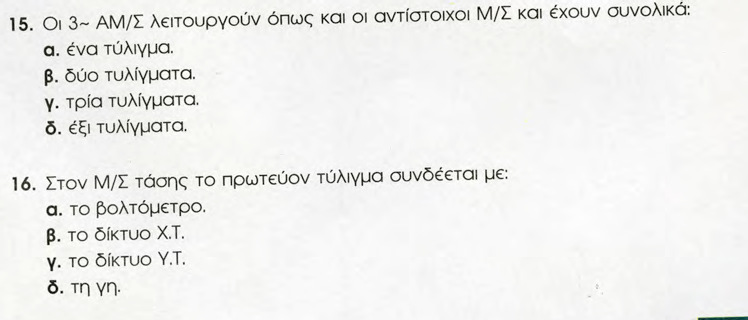 15. Οι 3~ ΑΜ/Σ λειτουργούν όπως και οι αντίστοιχοι Μ/Σ και έχουν συνολικά:
α. ένα τύλιγμα.
β. δύο τυλίγματα.
γ. τρία τυλίγματα.
δ. έξι τυλίγματα.
16. Στον Μ/Σ τάσης το πρωτεύον τύλιγμα συνδέεται με:
α. το βολτόμετρο.
β. το δίκτυο Χ.Τ.
γ. το δίκτυο Υ.Τ.
δ. τη γη.